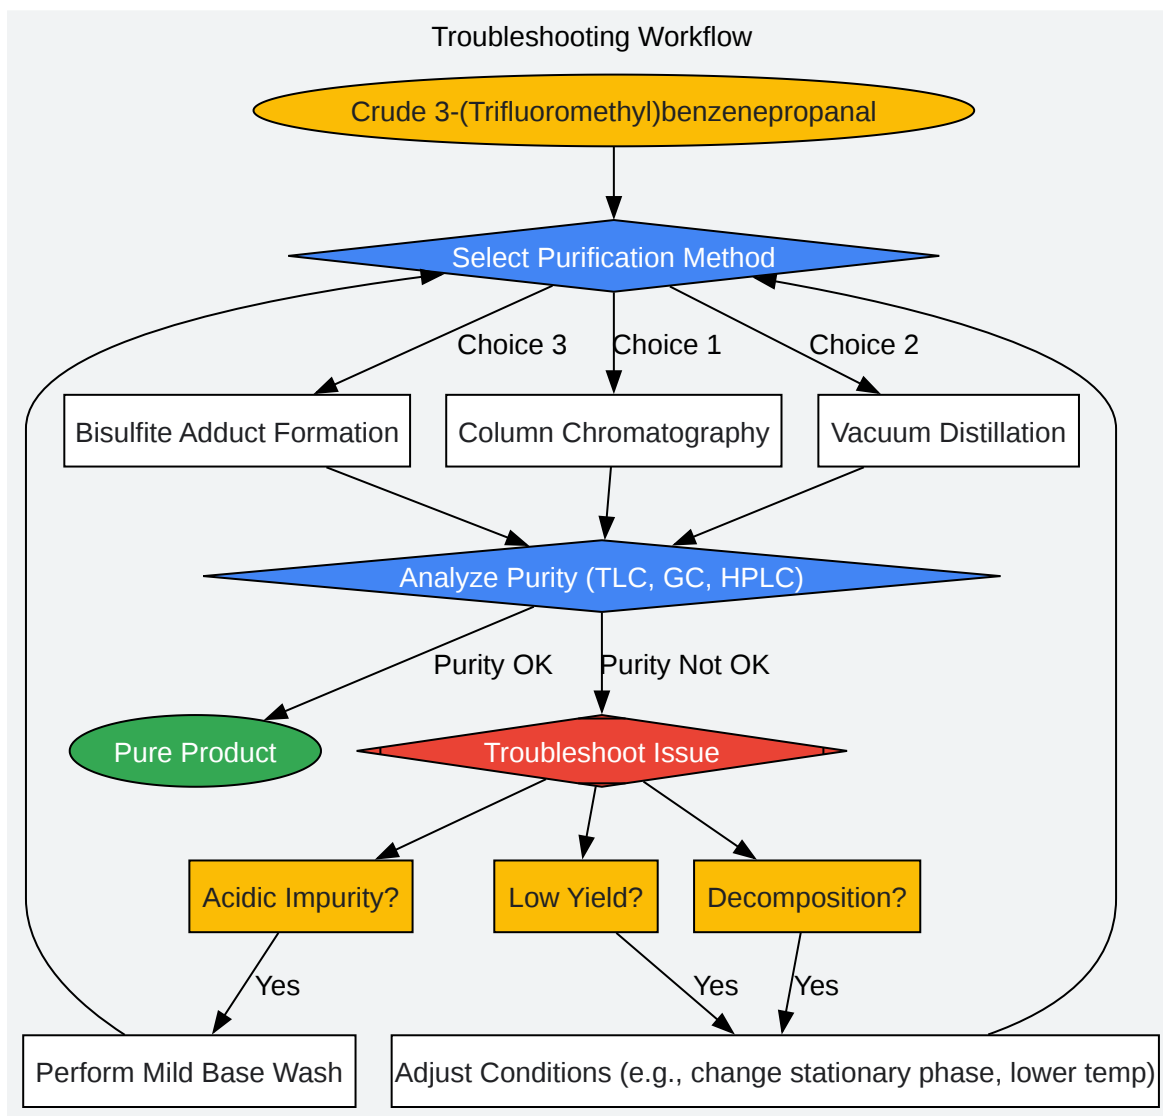 Troubleshooting Workflow
Crude 3-(Trifluoromethyl)benzenepropanal
Select Purification Method
Choice 3
Choice 1
Choice 2
Bisulfite Adduct Formation
Column Chromatography
Vacuum Distillation
Analyze Purity (TLC, GC, HPLC)
Purity OK
Purity Not OK
Pure Product
Troubleshoot Issue
Acidic Impurity?
Low Yield?
Decomposition?
Yes
Yes
Yes
Perform Mild Base Wash
Adjust Conditions (e.g., change stationary phase, lower temp)